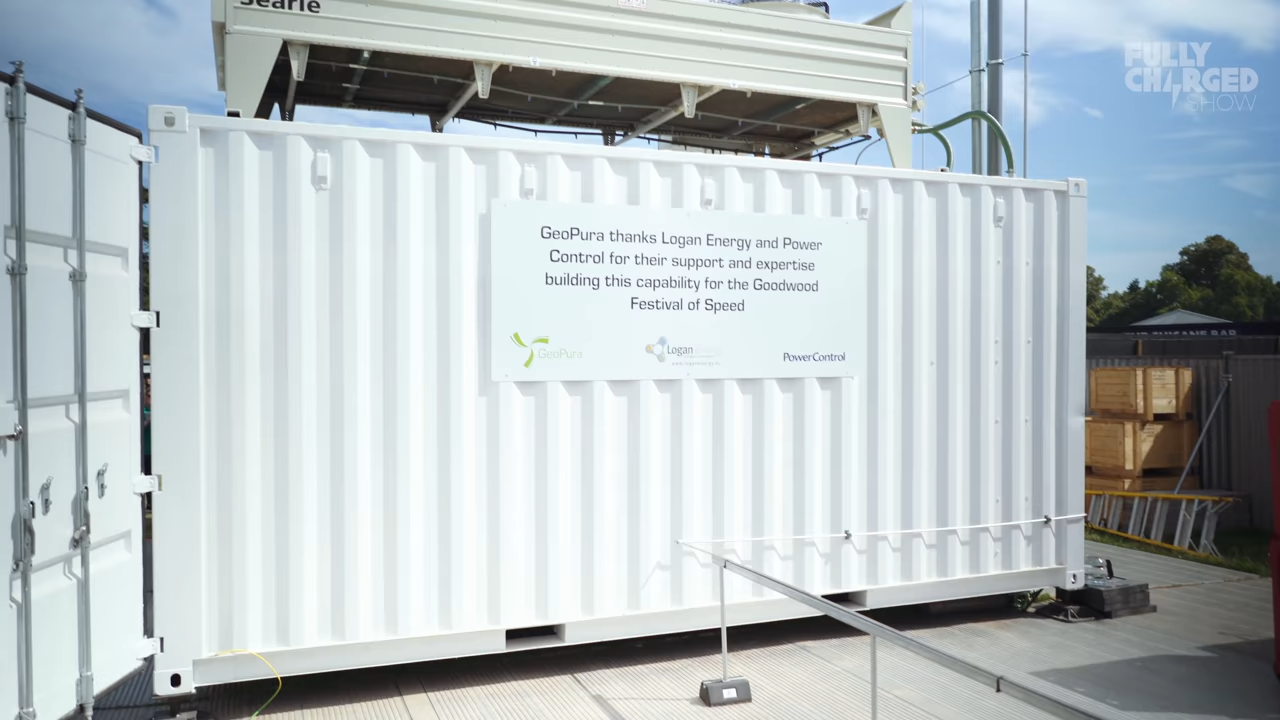 Searle
FULLY
CHARGED
SHOW
GeoPura thanks Logan Energy and Power
Control for their support and expertise
building this capability for the Goodwood
Festival of Speed
GeoPura
Logan
PowerControl